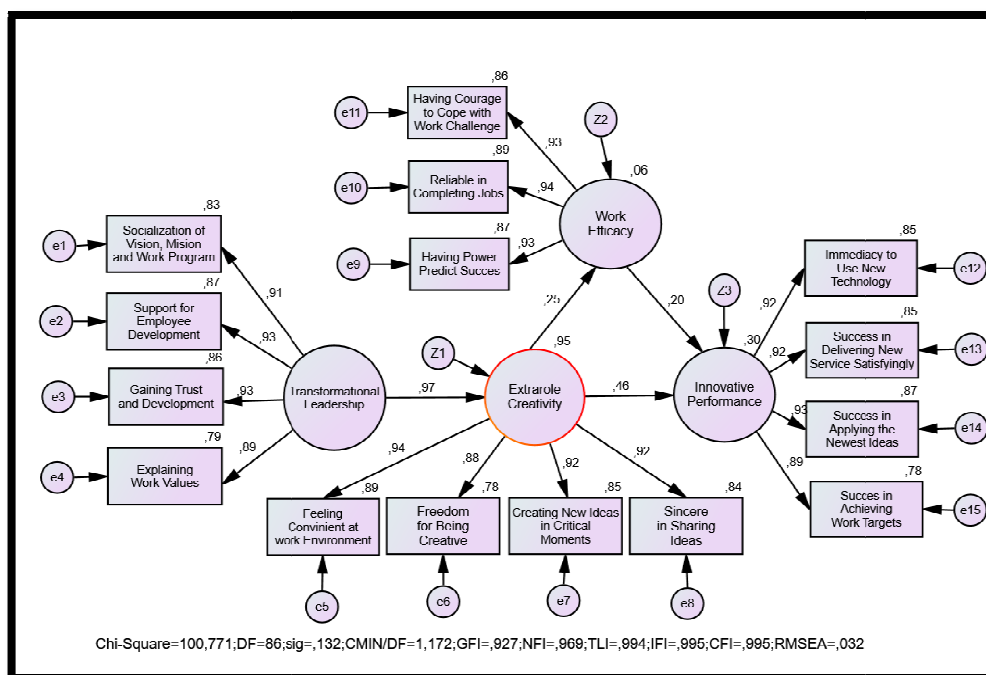 ,86
Having Courage
to Cope with
Work Challenge
e11
,93
Z2
,89
Reliable in
Completing Jobs
e10
,94
,06
Work
Efficacy
,87
Having Power
Predict Succes
e9
,93
,83
Socialization of
Vision, Mision
and Work Program
e1
,91
,87
Support for
Employee
Development
e2
,93
,86
Gaining Trust
and Development
e3
,93
,79
Explaining
Work Values
e4
,89
Transformational
Leadership
,97
Z1
,25
,95
Extrarole
Creativity
,46
,20
Z3
,30
Innovative
Performance
,85
Immediacy to
Use New
Technology
e12
,92
,85
Success in
Delivering New
Service Satisfyingly
e13
,92
,87
Success in
Applying the
Newest Ideas
e14
,93
,78
Succes in
Achieving
Work Targets
e15
,89
,94
,88
,92
,92
,89
Feeling
Convinient at
work Environment
c5
,78
Freedom
for Being
Creative
c6
,85
Creating New Ideas
in Critical
Moments
e7
,84
Sincere
in Sharing
Ideas
e8
Chi-Square=100,771;DF=86;sig=,132;CMIN/DF=1,172;GFI=,927;NFI=,969;TLI=,994;IFI=,995;CFI=,995;RMSEA=,032